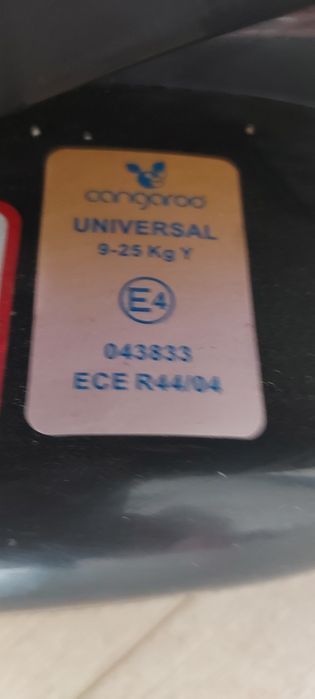 cangaroo
UNIVERSAL
9-25 Kg Y
E4
043833
ECE R44/04